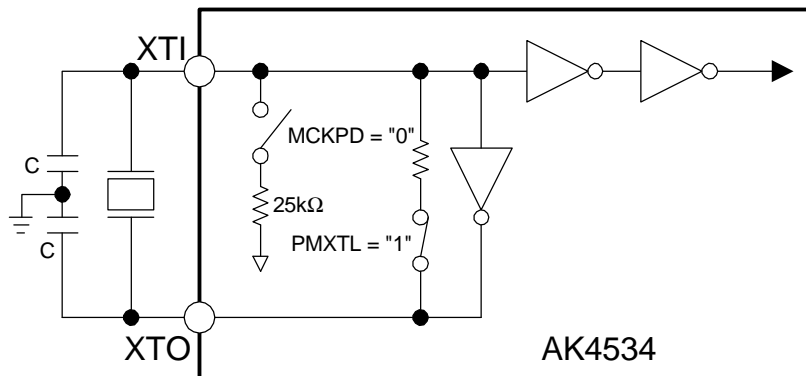 XTI
MCKPD = "0"
C
25kΩ
PMXTL = "1"
C
XTO
AK4534